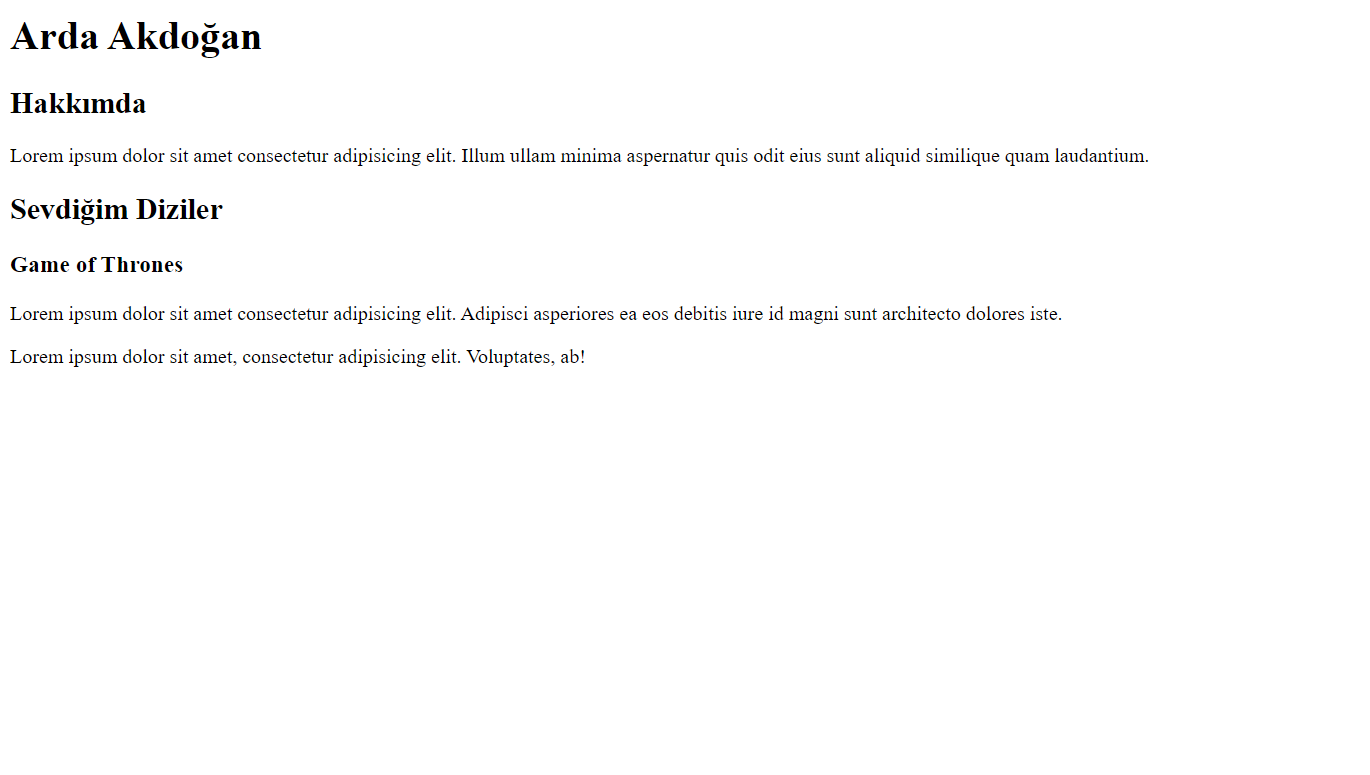 Arda Akdoğan
Hakkımda
Lorem ipsum dolor sit amet consectetur adipisicing elit. Illum ullam minima aspernatur quis odit eius sunt aliquid similique quam laudantium.
Sevdiğim Diziler
Game of Thrones
Lorem ipsum dolor sit amet consectetur adipisicing elit. Adipisci asperiores ea eos debitis iure id magni sunt architecto dolores iste.
Lorem ipsum dolor sit amet, consectetur adipisicing elit. Voluptates, ab!